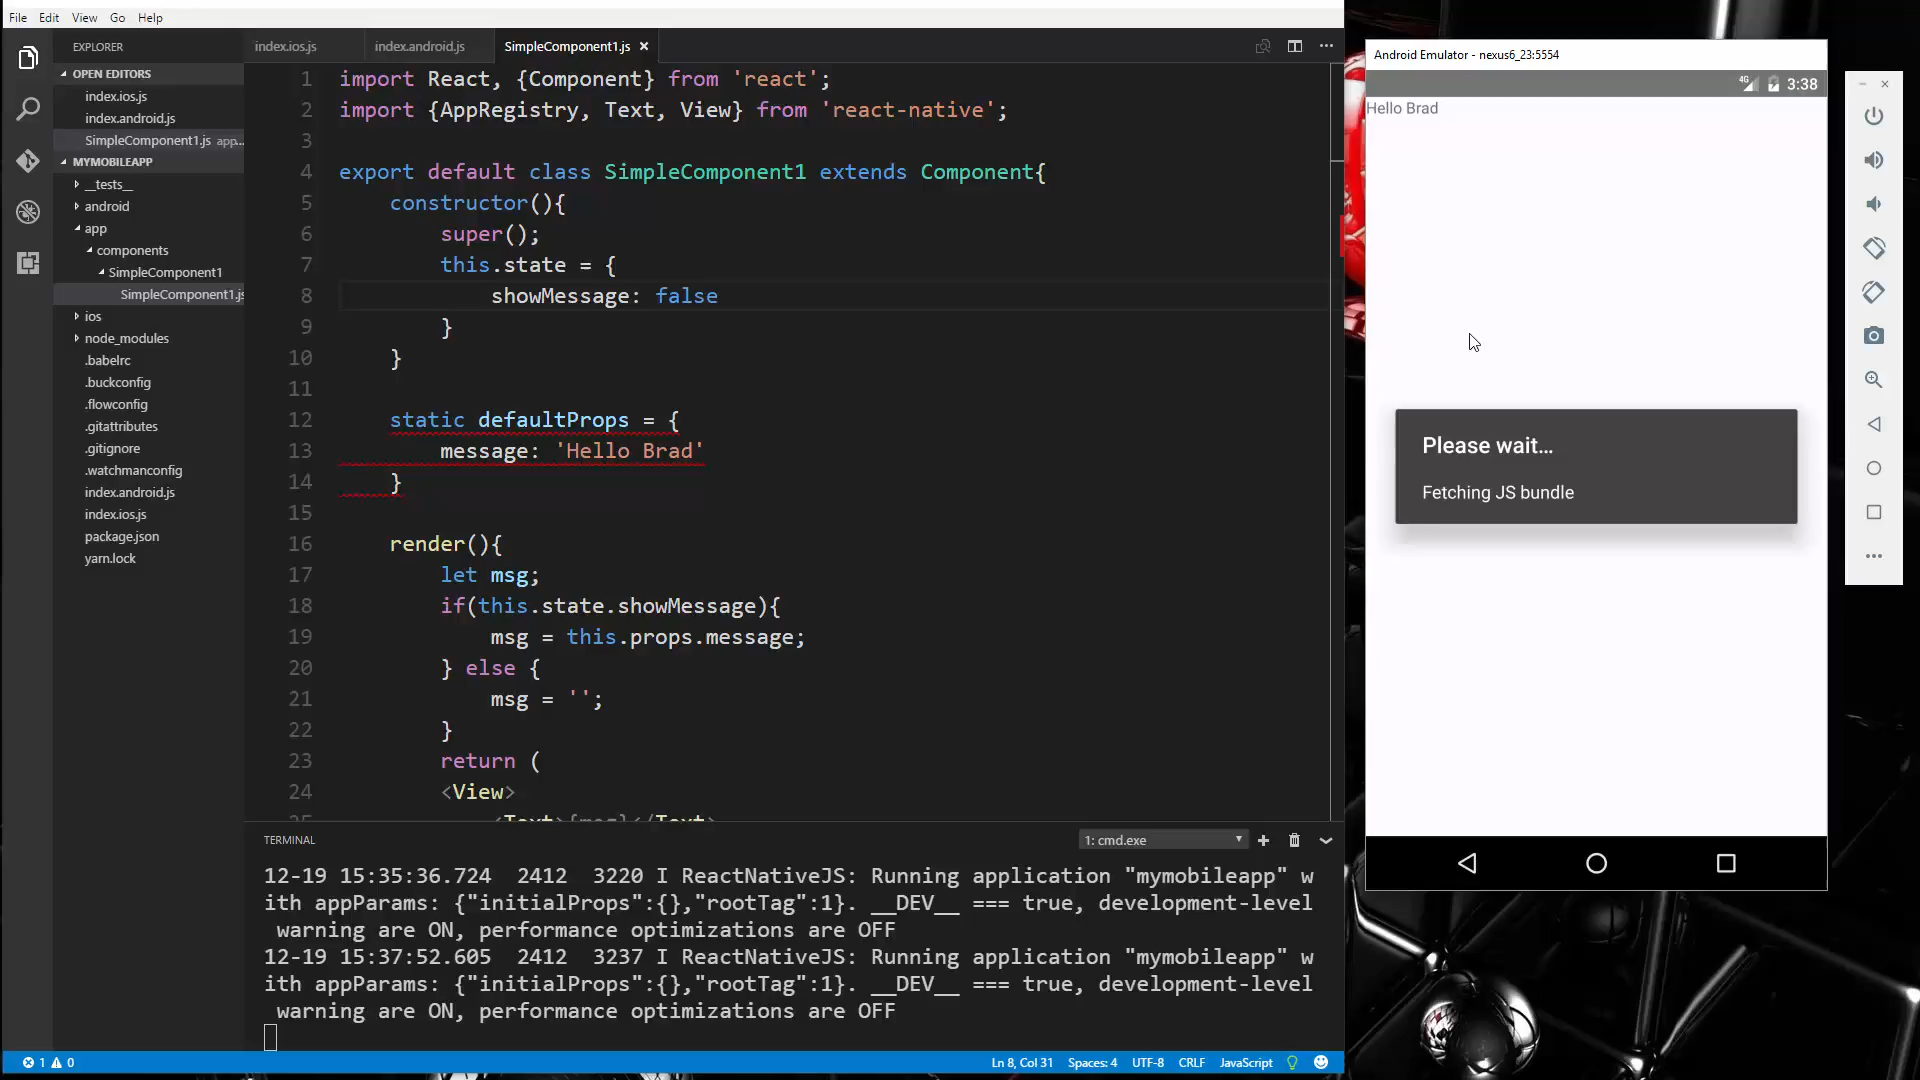 File Edit View Go Help
EXPLORER
OPEN EDITORS
index.ios.js
index.android.js
SimpleComponent1.js app...
MYMOBILEAPP
__tests__
android
app
components
SimpleComponent1
SimpleComponent1.js
ios
node_modules
.babelrc
.buckconfig
.flowconfig
.gitattributes
.gitignore
.watchmanconfig
index.android.js
index.ios.js
package.json
yarn.lock
index.ios.js index.android.js SimpleComponent1.js ×
1 import React, {Component} from 'react';
2 import {AppRegistry, Text, View} from 'react-native';
3
4 export default class SimpleComponent1 extends Component{
5 constructor(){
6 super();
7 this.state = {
8 showMessage: false
9 }
10 }
11
12 static defaultProps = {
13 message: 'Hello Brad'
14 }
15
16 render(){
17 let msg;
18 if(this.state.showMessage){
19 msg = this.props.message;
20 } else {
21 msg = '';
22 }
23 return (
24 <View>
25 <Text>{msg}</Text>
TERMINAL
1: cmd.exe
12-19 15:35:36.724 2412 3220 I ReactNativeJS: Running application "mymobileapp" w
ith appParams: {"initialProps":{},"rootTag":1}. __DEV__ === true, development-level
warning are ON, performance optimizations are OFF
12-19 15:37:52.605 2412 3237 I ReactNativeJS: Running application "mymobileapp" w
ith appParams: {"initialProps":{},"rootTag":1}. __DEV__ === true, development-level
warning are ON, performance optimizations are OFF
1 0
Ln 8, Col 31 Spaces: 4 UTF-8 CRLF JavaScript
Android Emulator - nexus6_23:5554
4G 3:38
Hello Brad
Please wait...
Fetching JS bundle